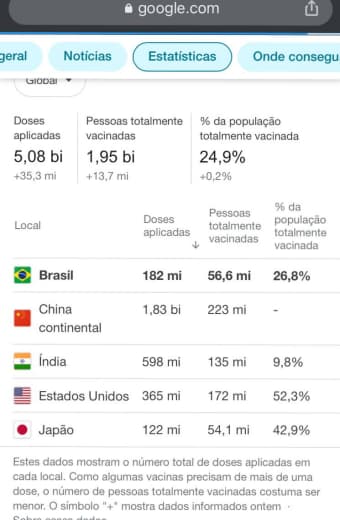 google.com
geral
Notícias
Estatísticas
Onde consegu
Global
Doses aplicadas
5,08 bi
+35,3 mi
Pessoas totalmente vacinadas
1,95 bi
+13,7 mi
% da população totalmente vacinada
24,9%
+0,2%
Local
Doses aplicadas
Pessoas totalmente vacinadas
% da população totalmente vacinada
Brasil 182 mi 56,6 mi 26,8%
China continental 1,83 bi 223 mi -
Índia 598 mi 135 mi 9,8%
Estados Unidos 365 mi 172 mi 52,3%
Japão 122 mi 54,1 mi 42,9%
Estes dados mostram o número total de doses aplicadas em
cada local. Como algumas vacinas precisam de mais de uma
dose, o número de pessoas totalmente vacinadas costuma ser
menor. O símbolo "+" mostra dados informados ontem ·
Sobre esses dados